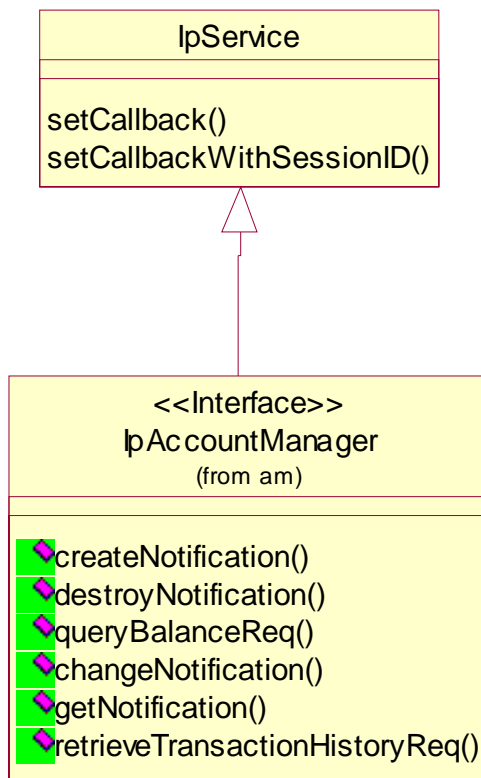 IpService
setCallback()
setCallbackWithSessionID()
<<Interface>>
IpAccountManager
(from am)
createNotification()
destroyNotification()
queryBalanceReq()
changeNotification()
getNotification()
retrieveTransactionHistoryReq()